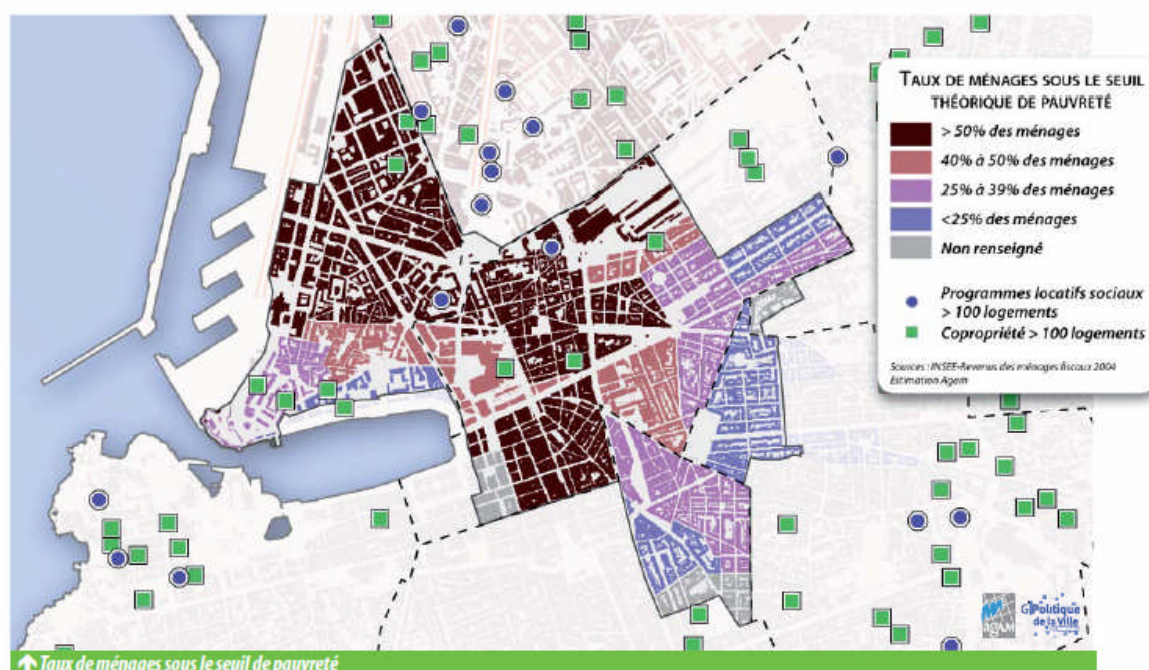 TAUX DE MÉNAGES SOUS LE SEUIL
THÉORIQUE DE PAUVRETÉ
> 50% des ménages
40% à 50% des ménages
25% à 39% des ménages
<25% des ménages
Non renseigné
Programmes locatifs sociaux
> 100 logements
Copropriété > 100 logements
Sources : INSEE-Revenus des ménages fiscaux 2004
Estimation Agam
agAM
GIPolitique
de la Ville
Taux de ménages sous le seuil de pauvreté